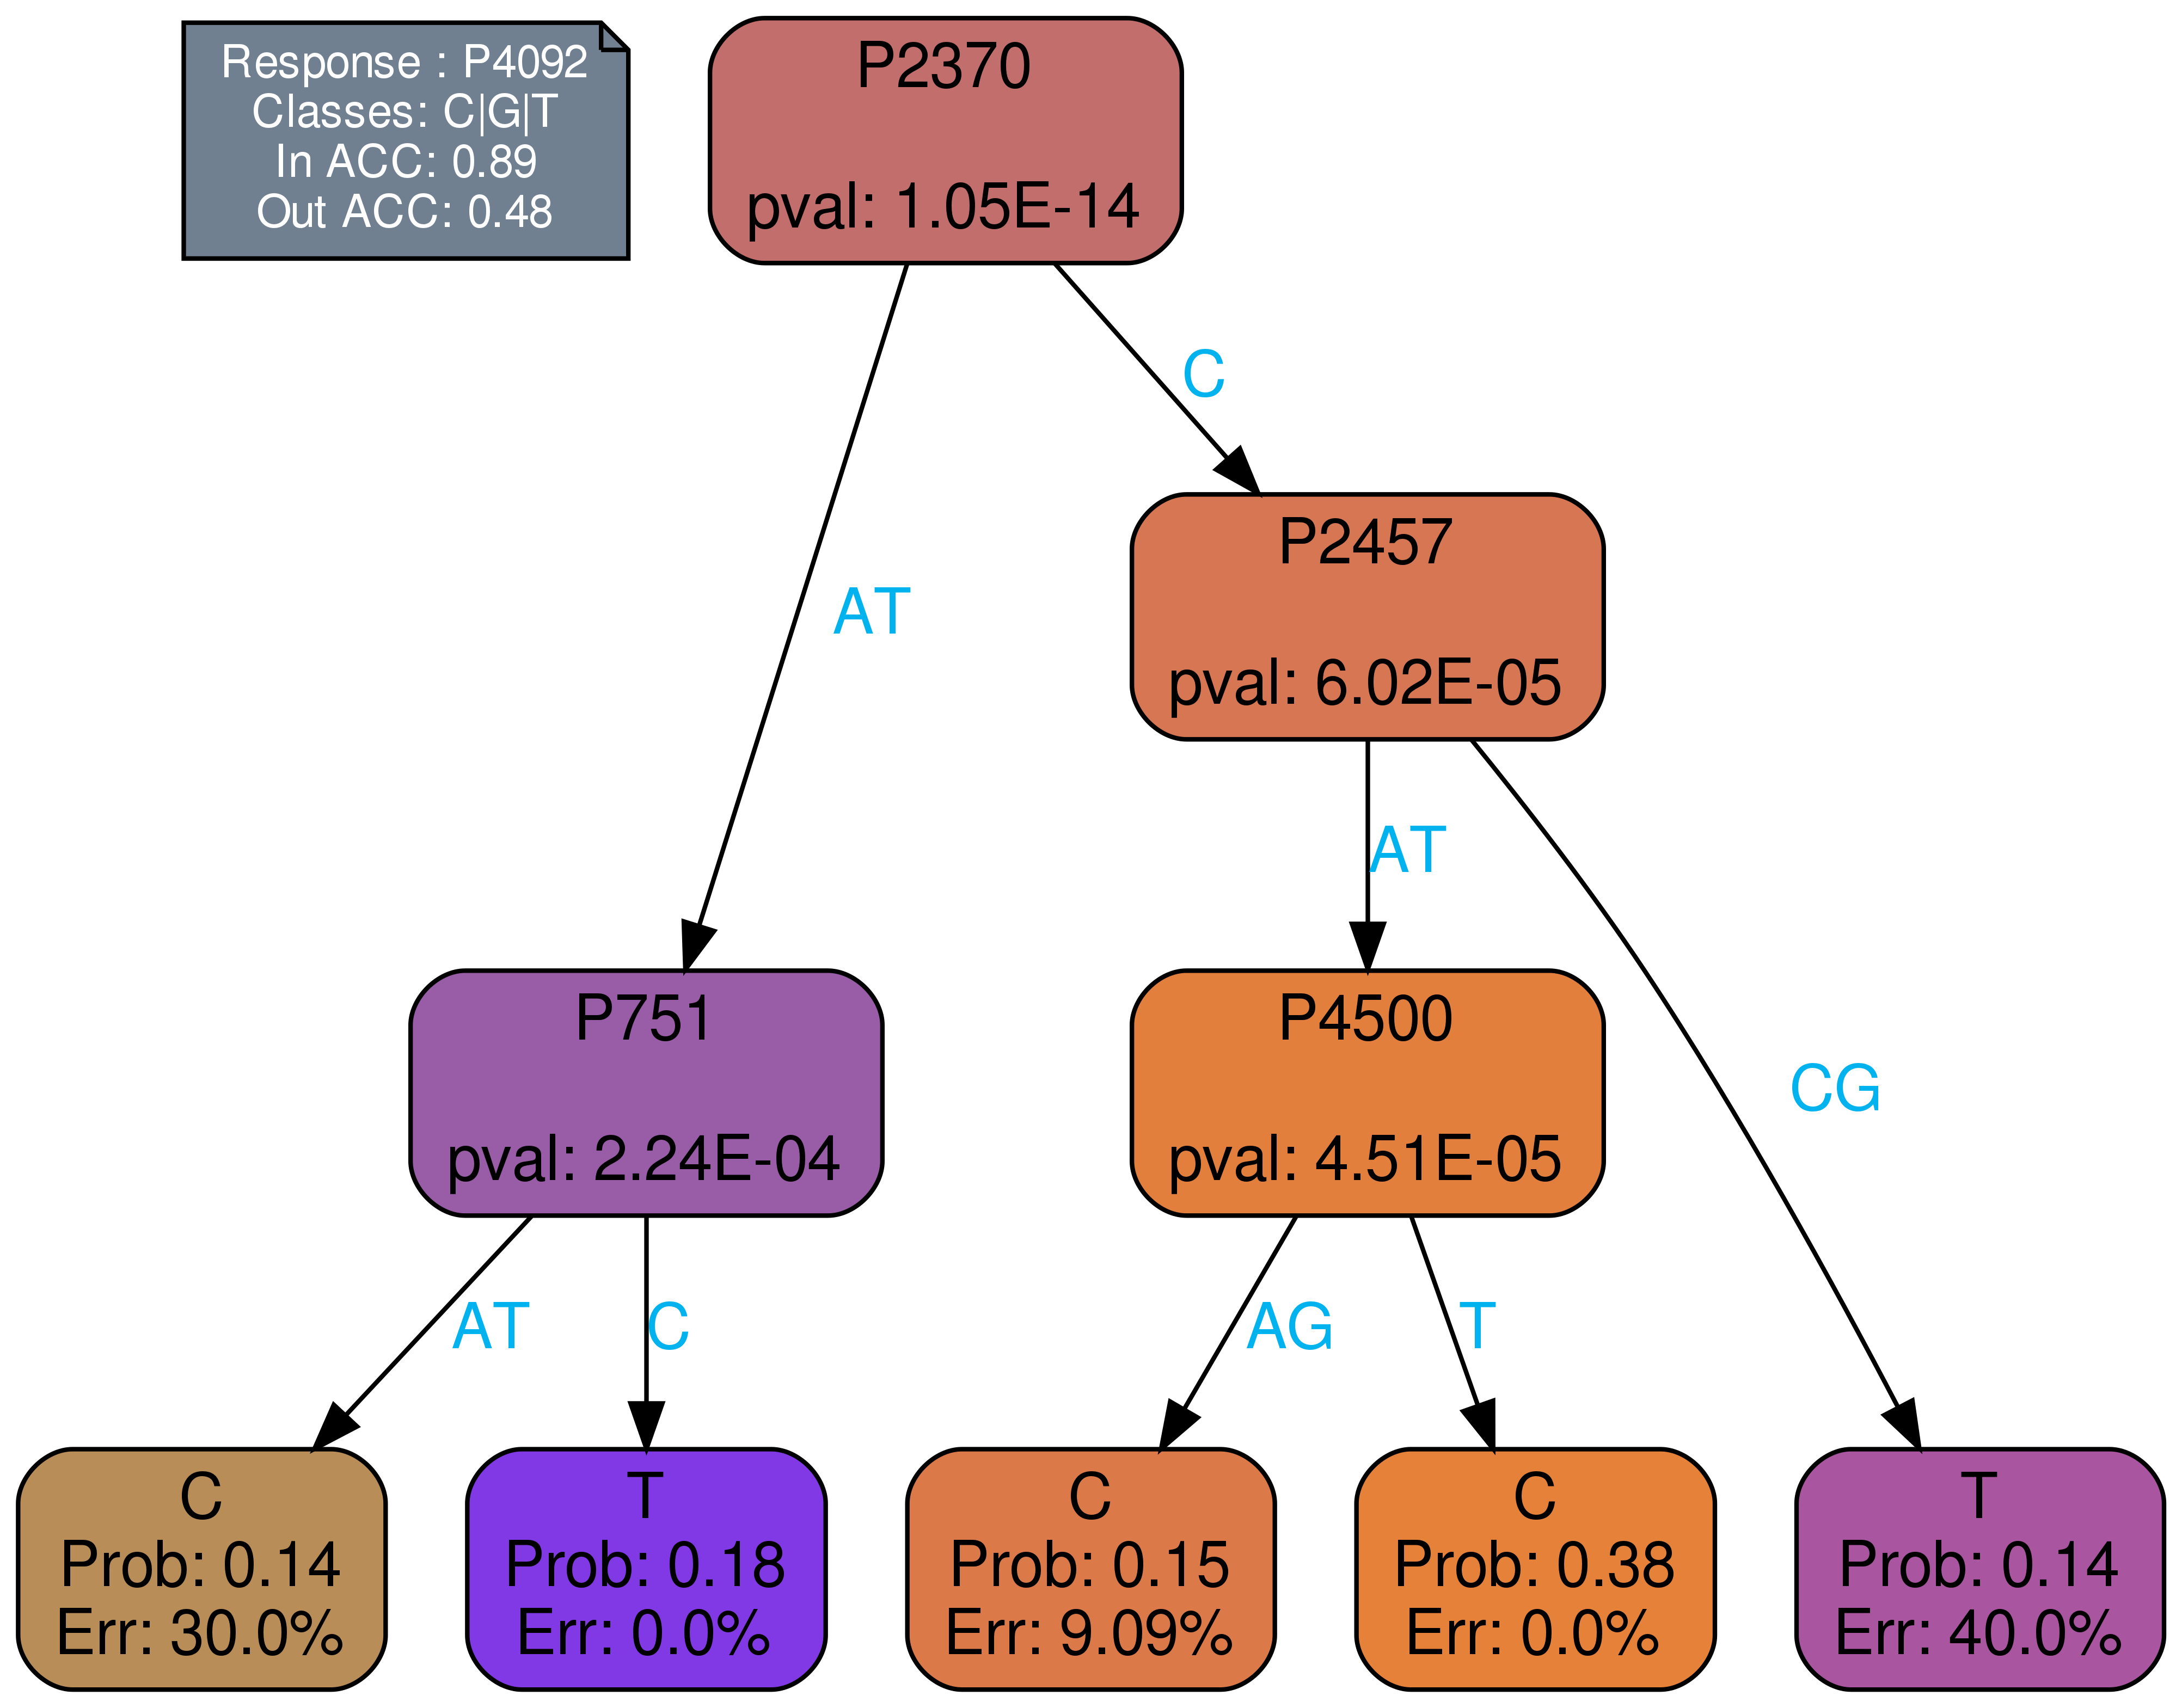 Response : P4092
Classes: C|G|T
In ACC: 0.89
Out ACC: 0.48
P2370
pval: 1.05E-14
C
AT
P2457
pval: 6.02E-05
AT
CG
P751
pval: 2.24E-04
P4500
pval: 4.51E-05
AT
C
AG
T
C
Prob: 0.14
Err: 30.0%
T
Prob: 0.18
Err: 0.0%
C
Prob: 0.15
Err: 9.09%
C
Prob: 0.38
Err: 0.0%
T
Prob: 0.14
Err: 40.0%